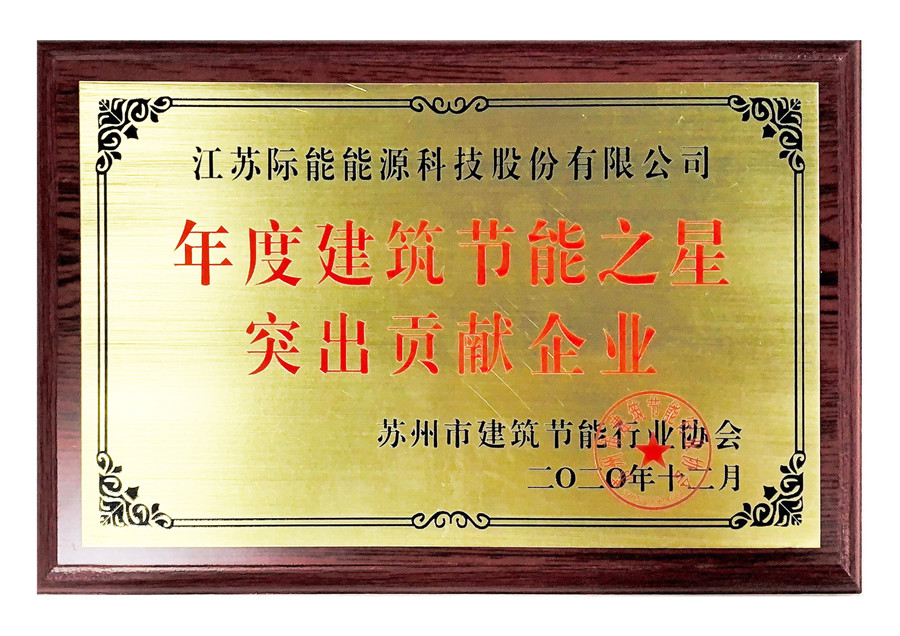 江苏际能能源科技股份有限公司
年度建筑节能之星
突出贡献企业
苏州市建筑节能行业协会
二〇二〇年十二月